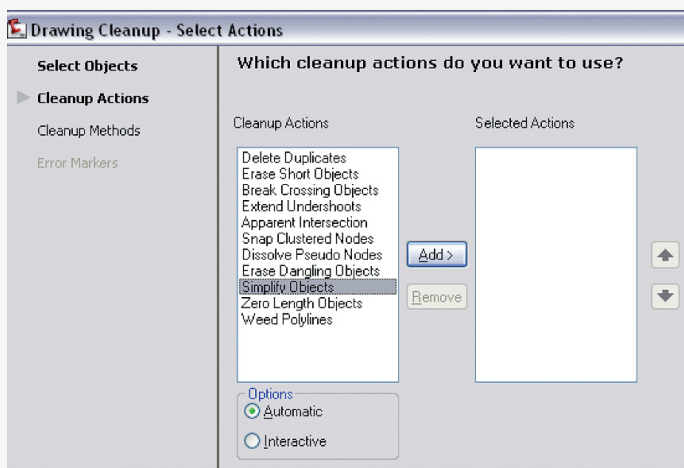 Drawing Cleanup - Select Actions
Select Objects
Cleanup Actions
Cleanup Methods
Error Markers
Which cleanup actions do you want to use?
Cleanup Actions
Delete Duplicates
Erase Short Objects
Break Crossing Objects
Extend Undershoots
Apparent Intersection
Snap Clustered Nodes
Dissolve Pseudo Nodes
Erase Dangling Objects
Simplify Objects
Zero Length Objects
Weed Polylines
Add >
Remove
Selected Actions
Options
Automatic
Interactive